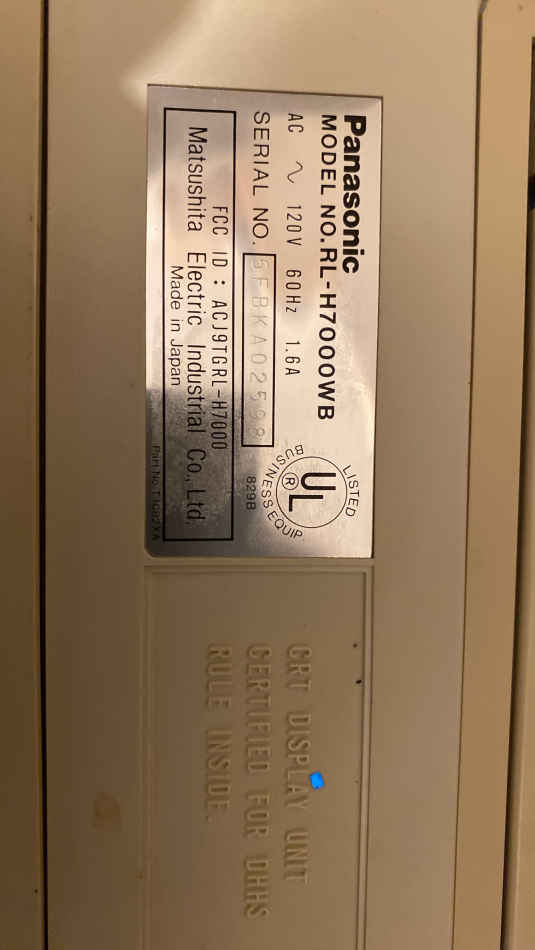 Panasonic
MODEL NO. RL-H7000WB
AC ∿ 120V 60Hz 1.6A
SERIAL NO. 5FBKA02598
LISTED
UL
®
BUSINESS EQUIP.
829B
FCC ID : ACJ9TGRL-H7000
Matsushita Electric Industrial Co., Ltd.
Made in Japan
Part No.
CRT DISPLAY UNIT
CERTIFIED FOR DHHS
RULE INSIDE.